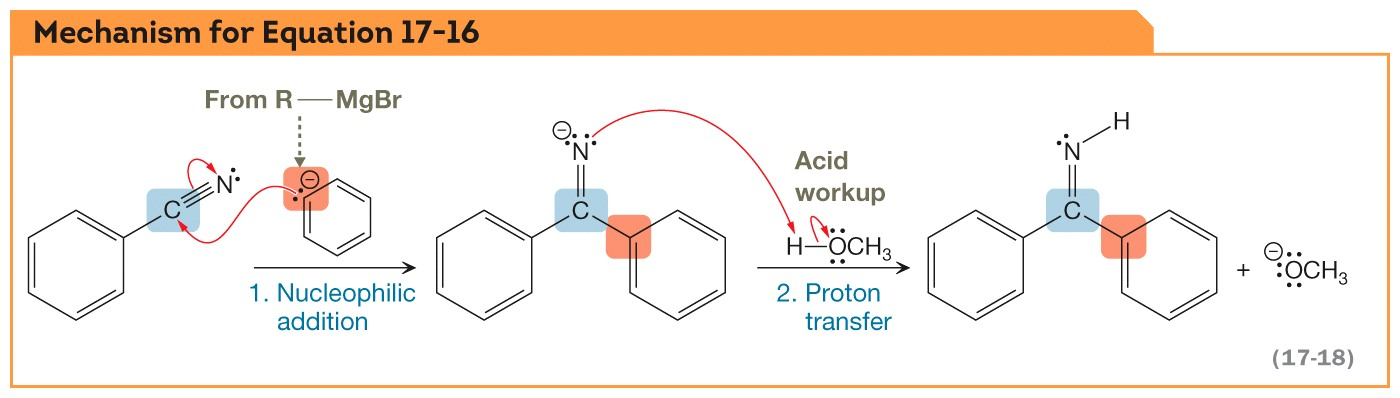 Mechanism for Equation 17-16
From R—MgBr
C≡N:
:⊖
1. Nucleophilic
addition
⊖
N
C
Acid
workup
H—OCH₃
2. Proton
transfer
N H
C
+ ⊖ OCH₃
(17-18)